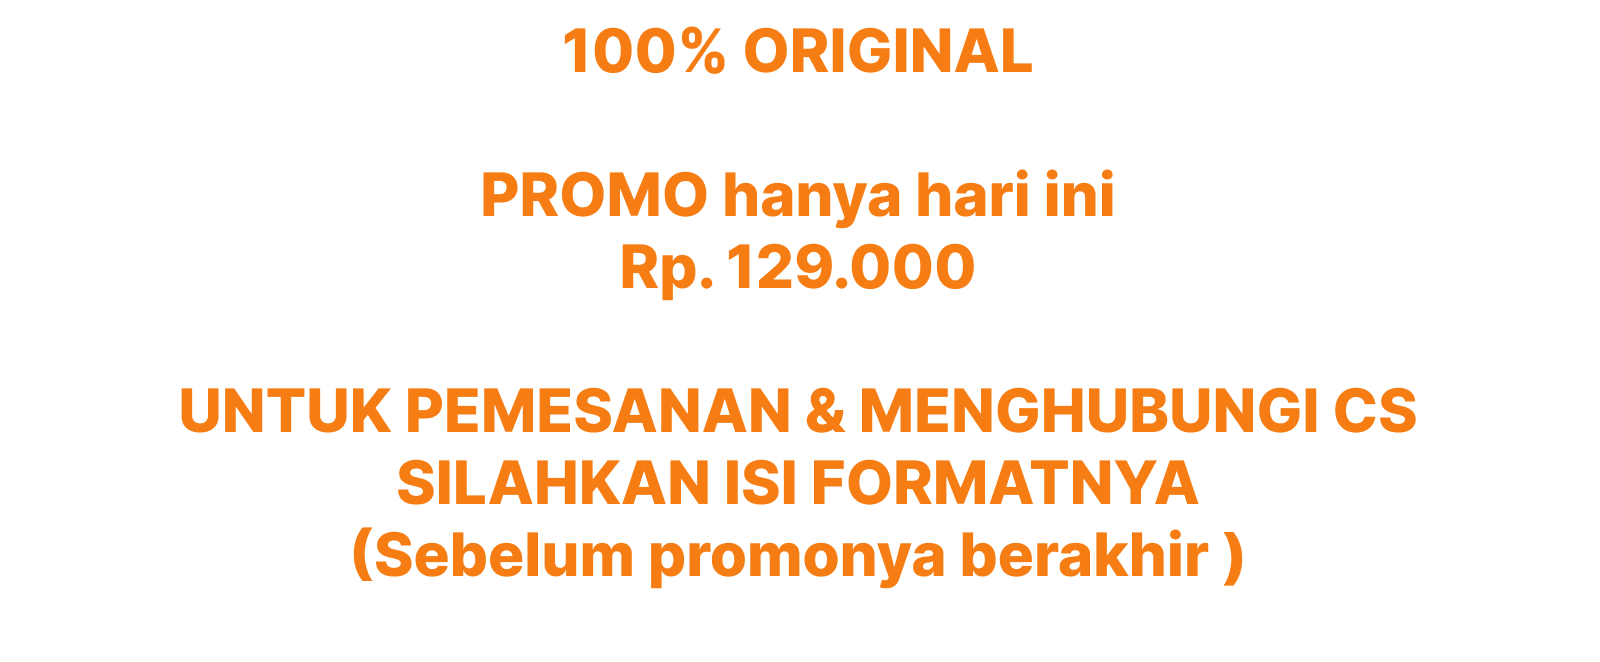 100% ORIGINAL
PROMO hanya hari ini
Rp. 129.000
UNTUK PEMESANAN & MENGHUBUNGI CS
SILAHKAN ISI FORMATNYA
(Sebelum promonya berakhir )